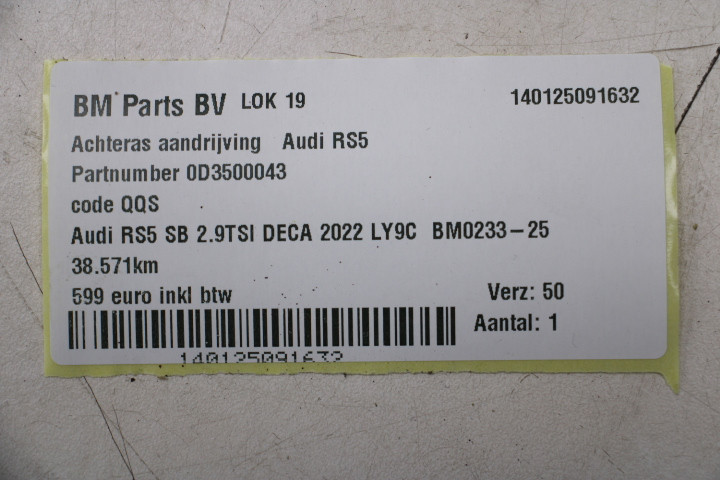 BM Parts BV LOK 19 140125091632
Achteras aandrijving Audi RS5
Partnumber 0D3500043
code QQS
Audi RS5 SB 2.9TSI DECA 2022 LY9C BM0233-25
38.571km
599 euro inkl btw Verz: 50
Aantal: 1
140125091632